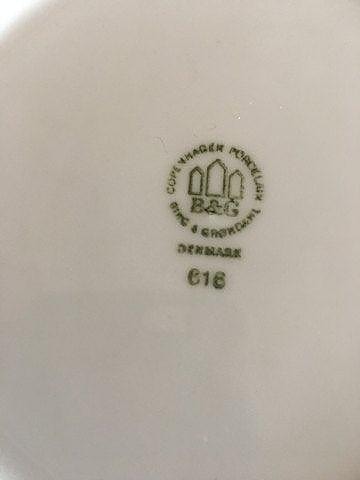 COPENHAGEN PORCELAIN
B&G
BING & GRØNDAHL
DENMARK
616